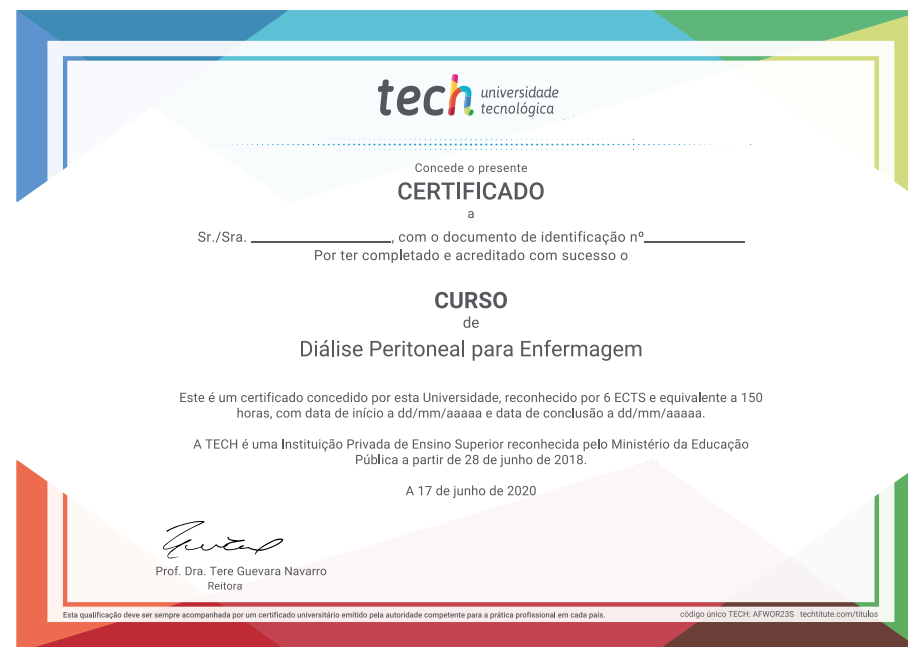 tech universidade
tecnológica
Concede o presente
CERTIFICADO
a
Sr./Sra. ____________, com o documento de identificação nº____________
Por ter completado e acreditado com sucesso o
CURSO
de
Diálise Peritoneal para Enfermagem
Este é um certificado concedido por esta Universidade, reconhecido por 6 ECTS e equivalente a 150
horas, com data de início a dd/mm/aaaaa e data de conclusão a dd/mm/aaaaa.
A TECH é uma Instituição Privada de Ensino Superior reconhecida pelo Ministério da Educação
Pública a partir de 28 de junho de 2018.
A 17 de junho de 2020
Prof. Dra. Tere Guevara Navarro
Reitora
Esta qualificação deve ser sempre acompanhada por um certificado universitário emitido pela autoridade competente para a prática profissional em cada país. código único TECH: AFWOR23S techtitute.com/titulos